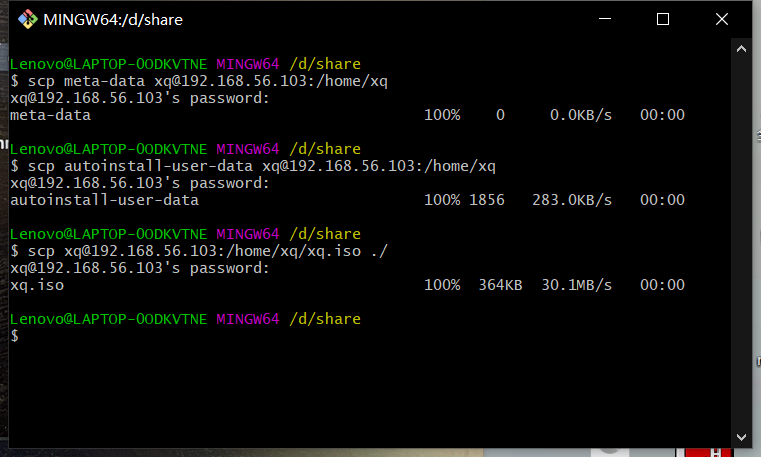 MINGW64:/d/share
Lenovo@LAPTOP-OODKVTNE MINGW64 /d/share
$ scp meta-data xq@192.168.56.103:/home/xq
xq@192.168.56.103's password:
meta-data 100% 0 0.0KB/s 00:00
Lenovo@LAPTOP-OODKVTNE MINGW64 /d/share
$ scp autoinstall-user-data xq@192.168.56.103:/home/xq
xq@192.168.56.103's password:
autoinstall-user-data 100% 1856 283.0KB/s 00:00
Lenovo@LAPTOP-OODKVTNE MINGW64 /d/share
$ scp xq@192.168.56.103:/home/xq/xq.iso ./
xq@192.168.56.103's password:
xq.iso 100% 364KB 30.1MB/s 00:00
Lenovo@LAPTOP-OODKVTNE MINGW64 /d/share
$